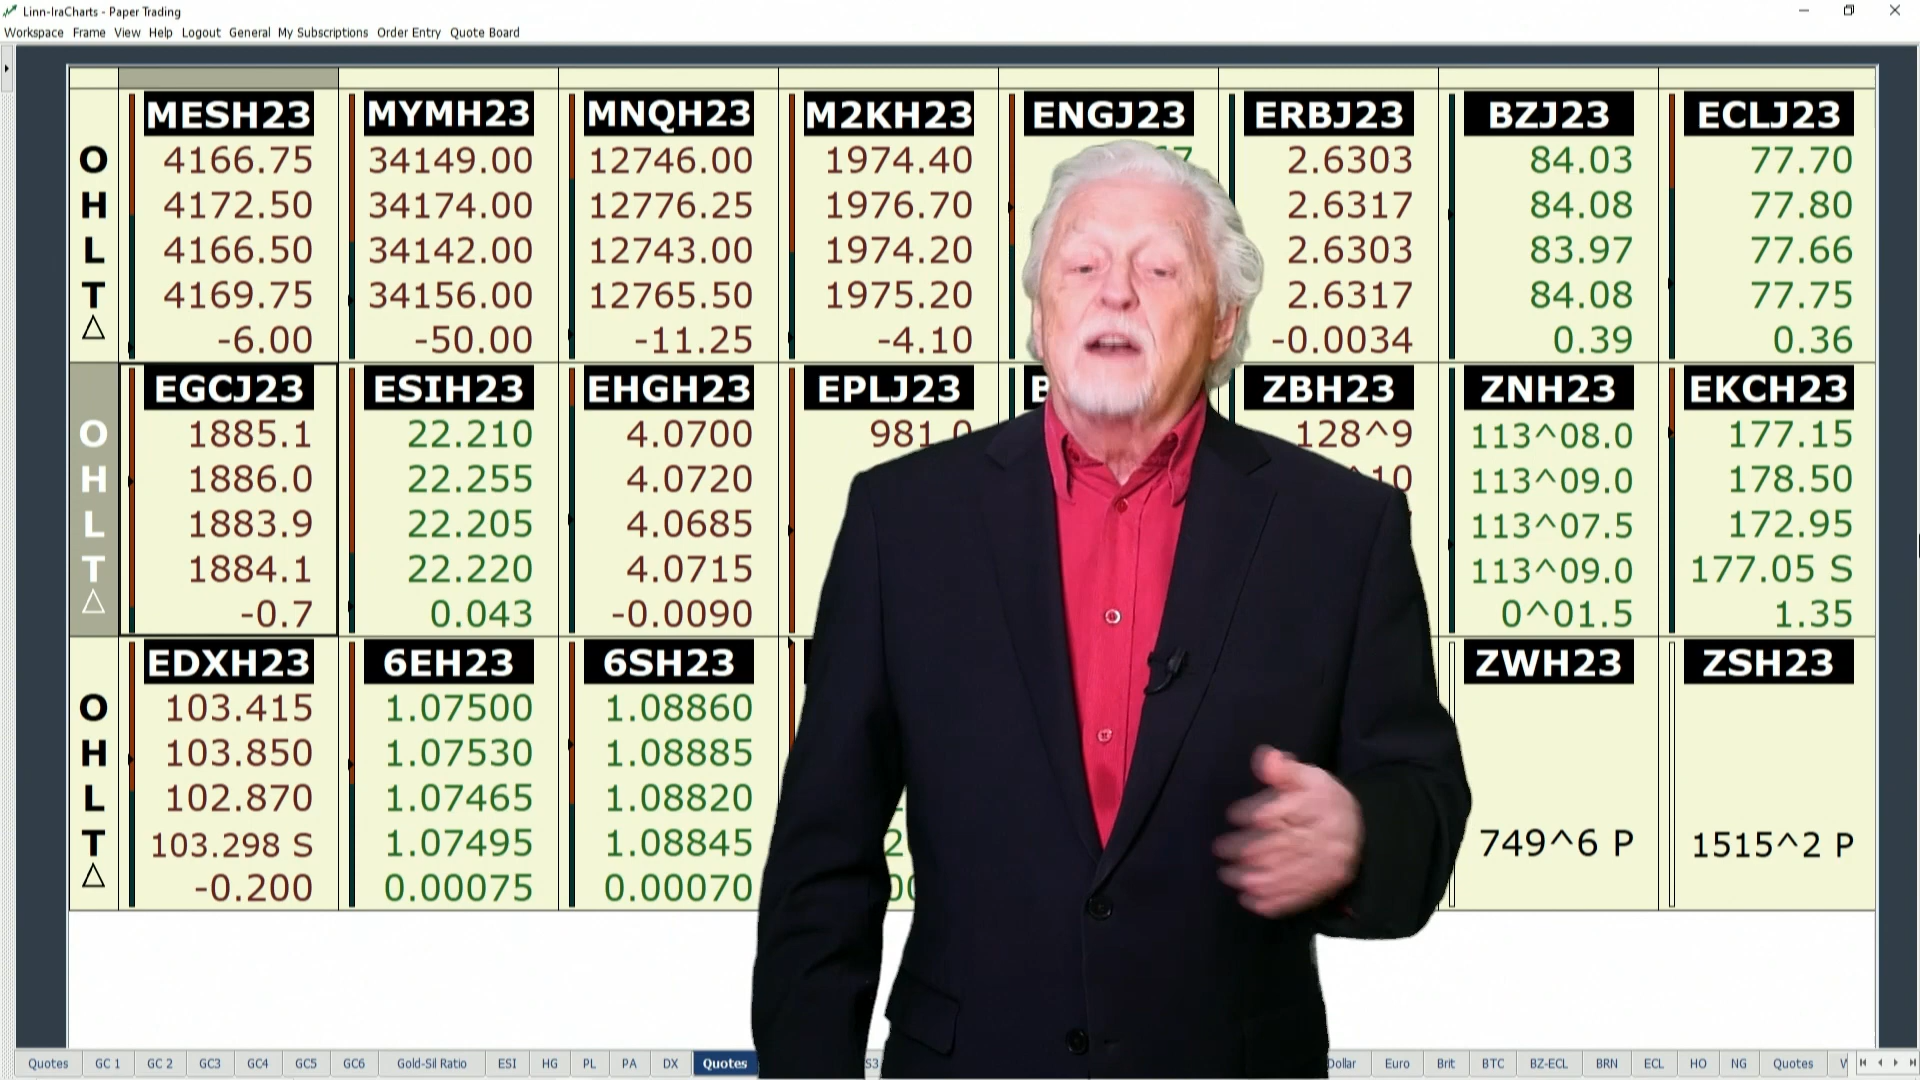 Linn-IraCharts - Paper Trading
Workspace Frame View Help Logout General My Subscriptions Order Entry Quote Board
MESH23 MYMH23 MNQH23 M2KH23 ENGJ23 ERBJ23 BZJ23 ECLJ23
O 4166.75 34149.00 12746.00 1974.40 2.6303 84.03 77.70
H 4172.50 34174.00 12776.25 1976.70 2.6317 84.08 77.80
L 4166.50 34142.00 12743.00 1974.20 2.6303 83.97 77.66
T 4169.75 34156.00 12765.50 1975.20 2.6317 84.08 77.75
△ -6.00 -50.00 -11.25 -4.10 -0.0034 0.39 0.36
EGCJ23 ESIH23 EHGH23 EPLJ23 ZBH23 ZNH23 EKCH23
O 1885.1 22.210 4.0700 981.0 128^9 113^08.0 177.15
H 1886.0 22.255 4.0720 113^09.0 178.50
L 1883.9 22.205 4.0685 113^07.5 172.95
T 1884.1 22.220 4.0715 113^09.0 177.05 S
△ -0.7 0.043 -0.0090 0^01.5 1.35
EDXH23 6EH23 6SH23 ZWH23 ZSH23
O 103.415 1.07500 1.08860
H 103.850 1.07530 1.08885
L 102.870 1.07465 1.08820
T 103.298 S 1.07495 1.08845 749^6 P 1515^2 P
△ -0.200 0.00075 0.00070
Quotes GC 1 GC 2 GC3 GC4 GC5 GC6 Gold-Sil Ratio ESI HG PL PA DX Quotes Dollar Euro Brit BTC BZ-ECL BRN ECL HO NG Quotes